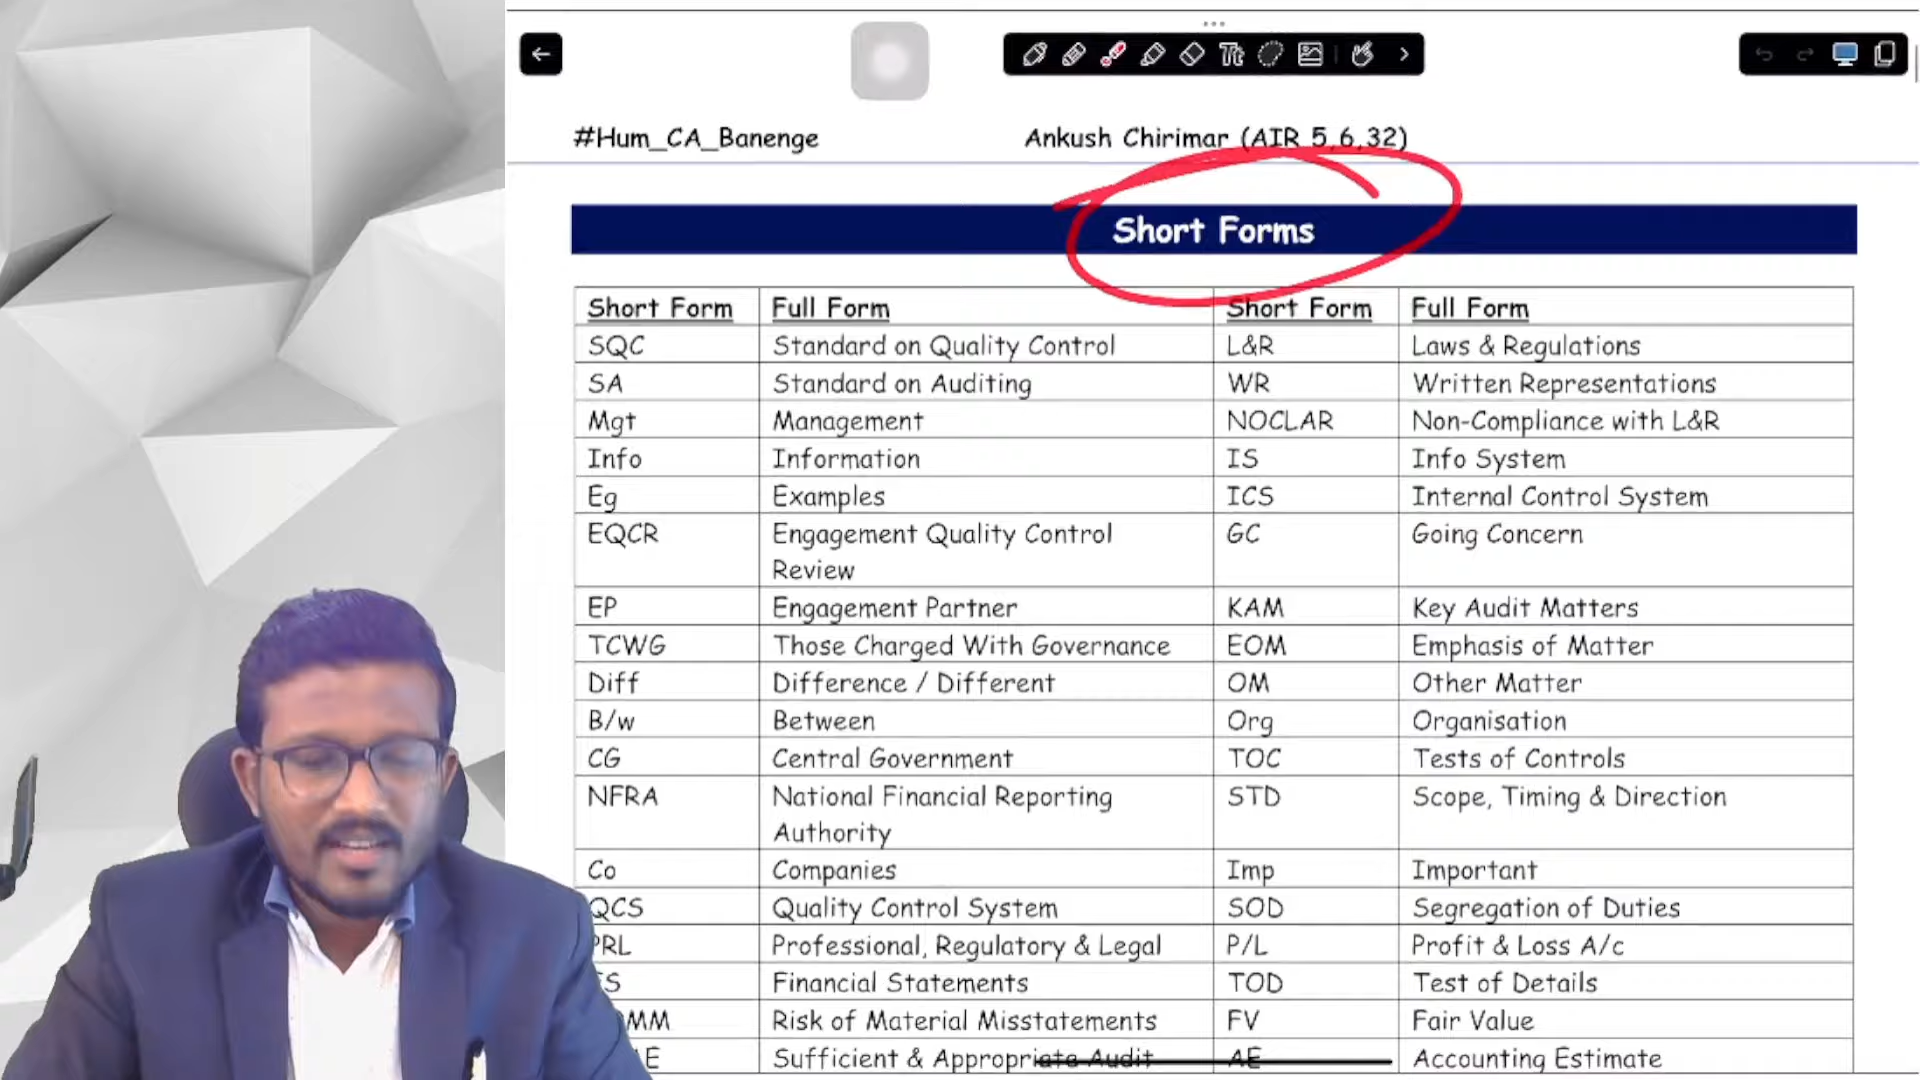 #Hum_CA_Banenge Ankush Chirimar (AIR 5,6,32)
Short Forms
Short Form Full Form Short Form Full Form
SQC Standard on Quality Control L&R Laws & Regulations
SA Standard on Auditing WR Written Representations
Mgt Management NOCLAR Non-Compliance with L&R
Info Information IS Info System
Eg Examples ICS Internal Control System
EQCR Engagement Quality Control GC Going Concern
Review
EP Engagement Partner KAM Key Audit Matters
TCWG Those Charged With Governance EOM Emphasis of Matter
Diff Difference / Different OM Other Matter
B/w Between Org Organisation
CG Central Government TOC Tests of Controls
NFRA National Financial Reporting STD Scope, Timing & Direction
Authority
Co Companies Imp Important
QCS Quality Control System SOD Segregation of Duties
PRL Professional, Regulatory & Legal P/L Profit & Loss A/c
Financial Statements TOD Test of Details
Risk of Material Misstatements FV Fair Value
Sufficient & Appropriate Audit AE Accounting Estimate